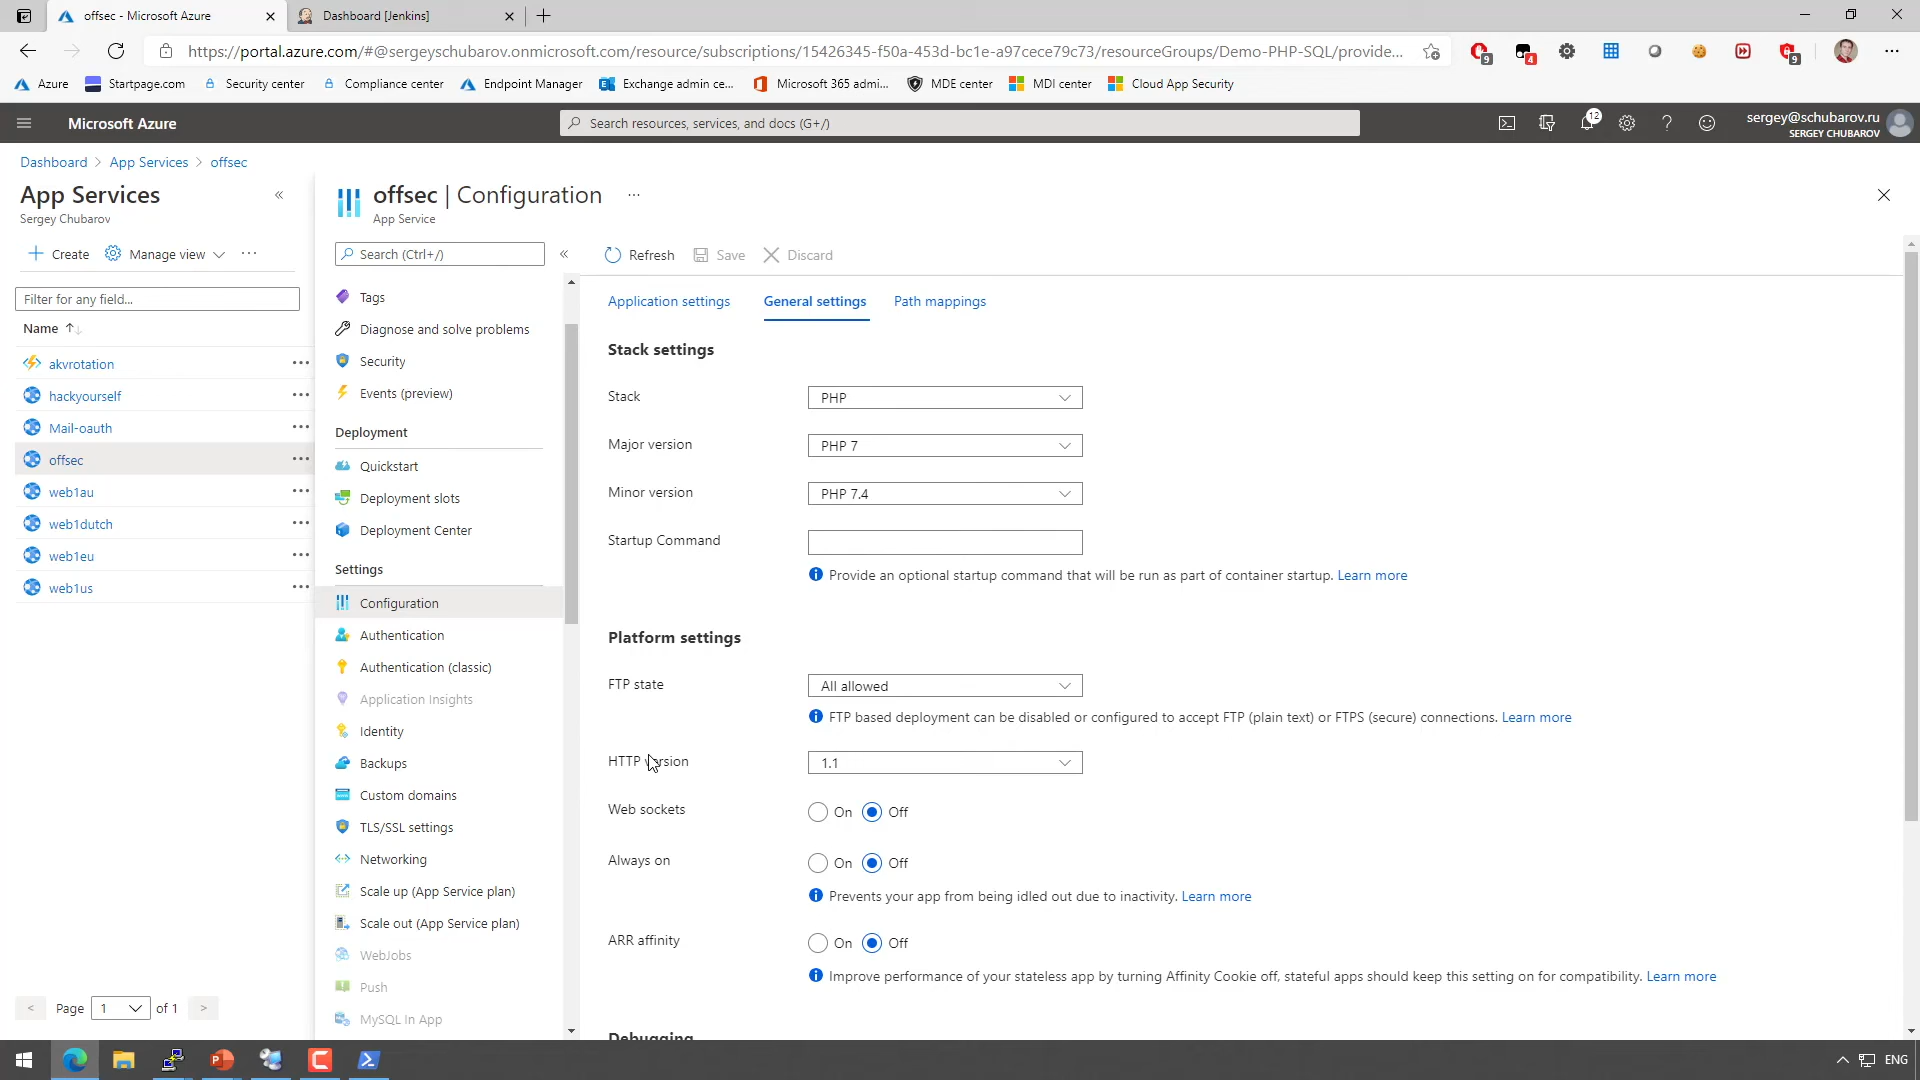 offsec - Microsoft Azure
Dashboard [Jenkins]
https://portal.azure.com/#@sergeyschubarov.onmicrosoft.com/resource/subscriptions/15426345-f50a-453d-bc1e-a97cece79c73/resourceGroups/Demo-PHP-SQL/provide...
9
4
9
Azure
Startpage.com
Security center
Compliance center
Endpoint Manager
Exchange admin ce...
Microsoft 365 admi...
MDE center
MDI center
Cloud App Security
Microsoft Azure
Search resources, services, and docs (G+/)
12
sergey@schubarov.ru
SERGEY CHUBAROV
Dashboard > App Services > offsec
App Services
Sergey Chubarov
+ Create
Manage view
...
Filter for any field...
Name
akvrotation
hackyourself
Mail-oauth
offsec
web1au
web1dutch
web1eu
web1us
< Page 1 of 1 >
offsec | Configuration
...
App Service
Search (Ctrl+/)
Tags
Diagnose and solve problems
Security
Events (preview)
Deployment
Quickstart
Deployment slots
Deployment Center
Settings
Configuration
Authentication
Authentication (classic)
Application Insights
Identity
Backups
Custom domains
TLS/SSL settings
Networking
Scale up (App Service plan)
Scale out (App Service plan)
WebJobs
Push
MySQL In App
Refresh
Save
Discard
Application settings
General settings
Path mappings
Stack settings
Stack
PHP
Major version
PHP 7
Minor version
PHP 7.4
Startup Command
Provide an optional startup command that will be run as part of container startup. Learn more
Platform settings
FTP state
All allowed
FTP based deployment can be disabled or configured to accept FTP (plain text) or FTPS (secure) connections. Learn more
HTTP version
1.1
Web sockets
On Off
Always on
On Off
Prevents your app from being idled out due to inactivity. Learn more
ARR affinity
On Off
Improve performance of your stateless app by turning Affinity Cookie off, stateful apps should keep this setting on for compatibility. Learn more
Debugging
ENG